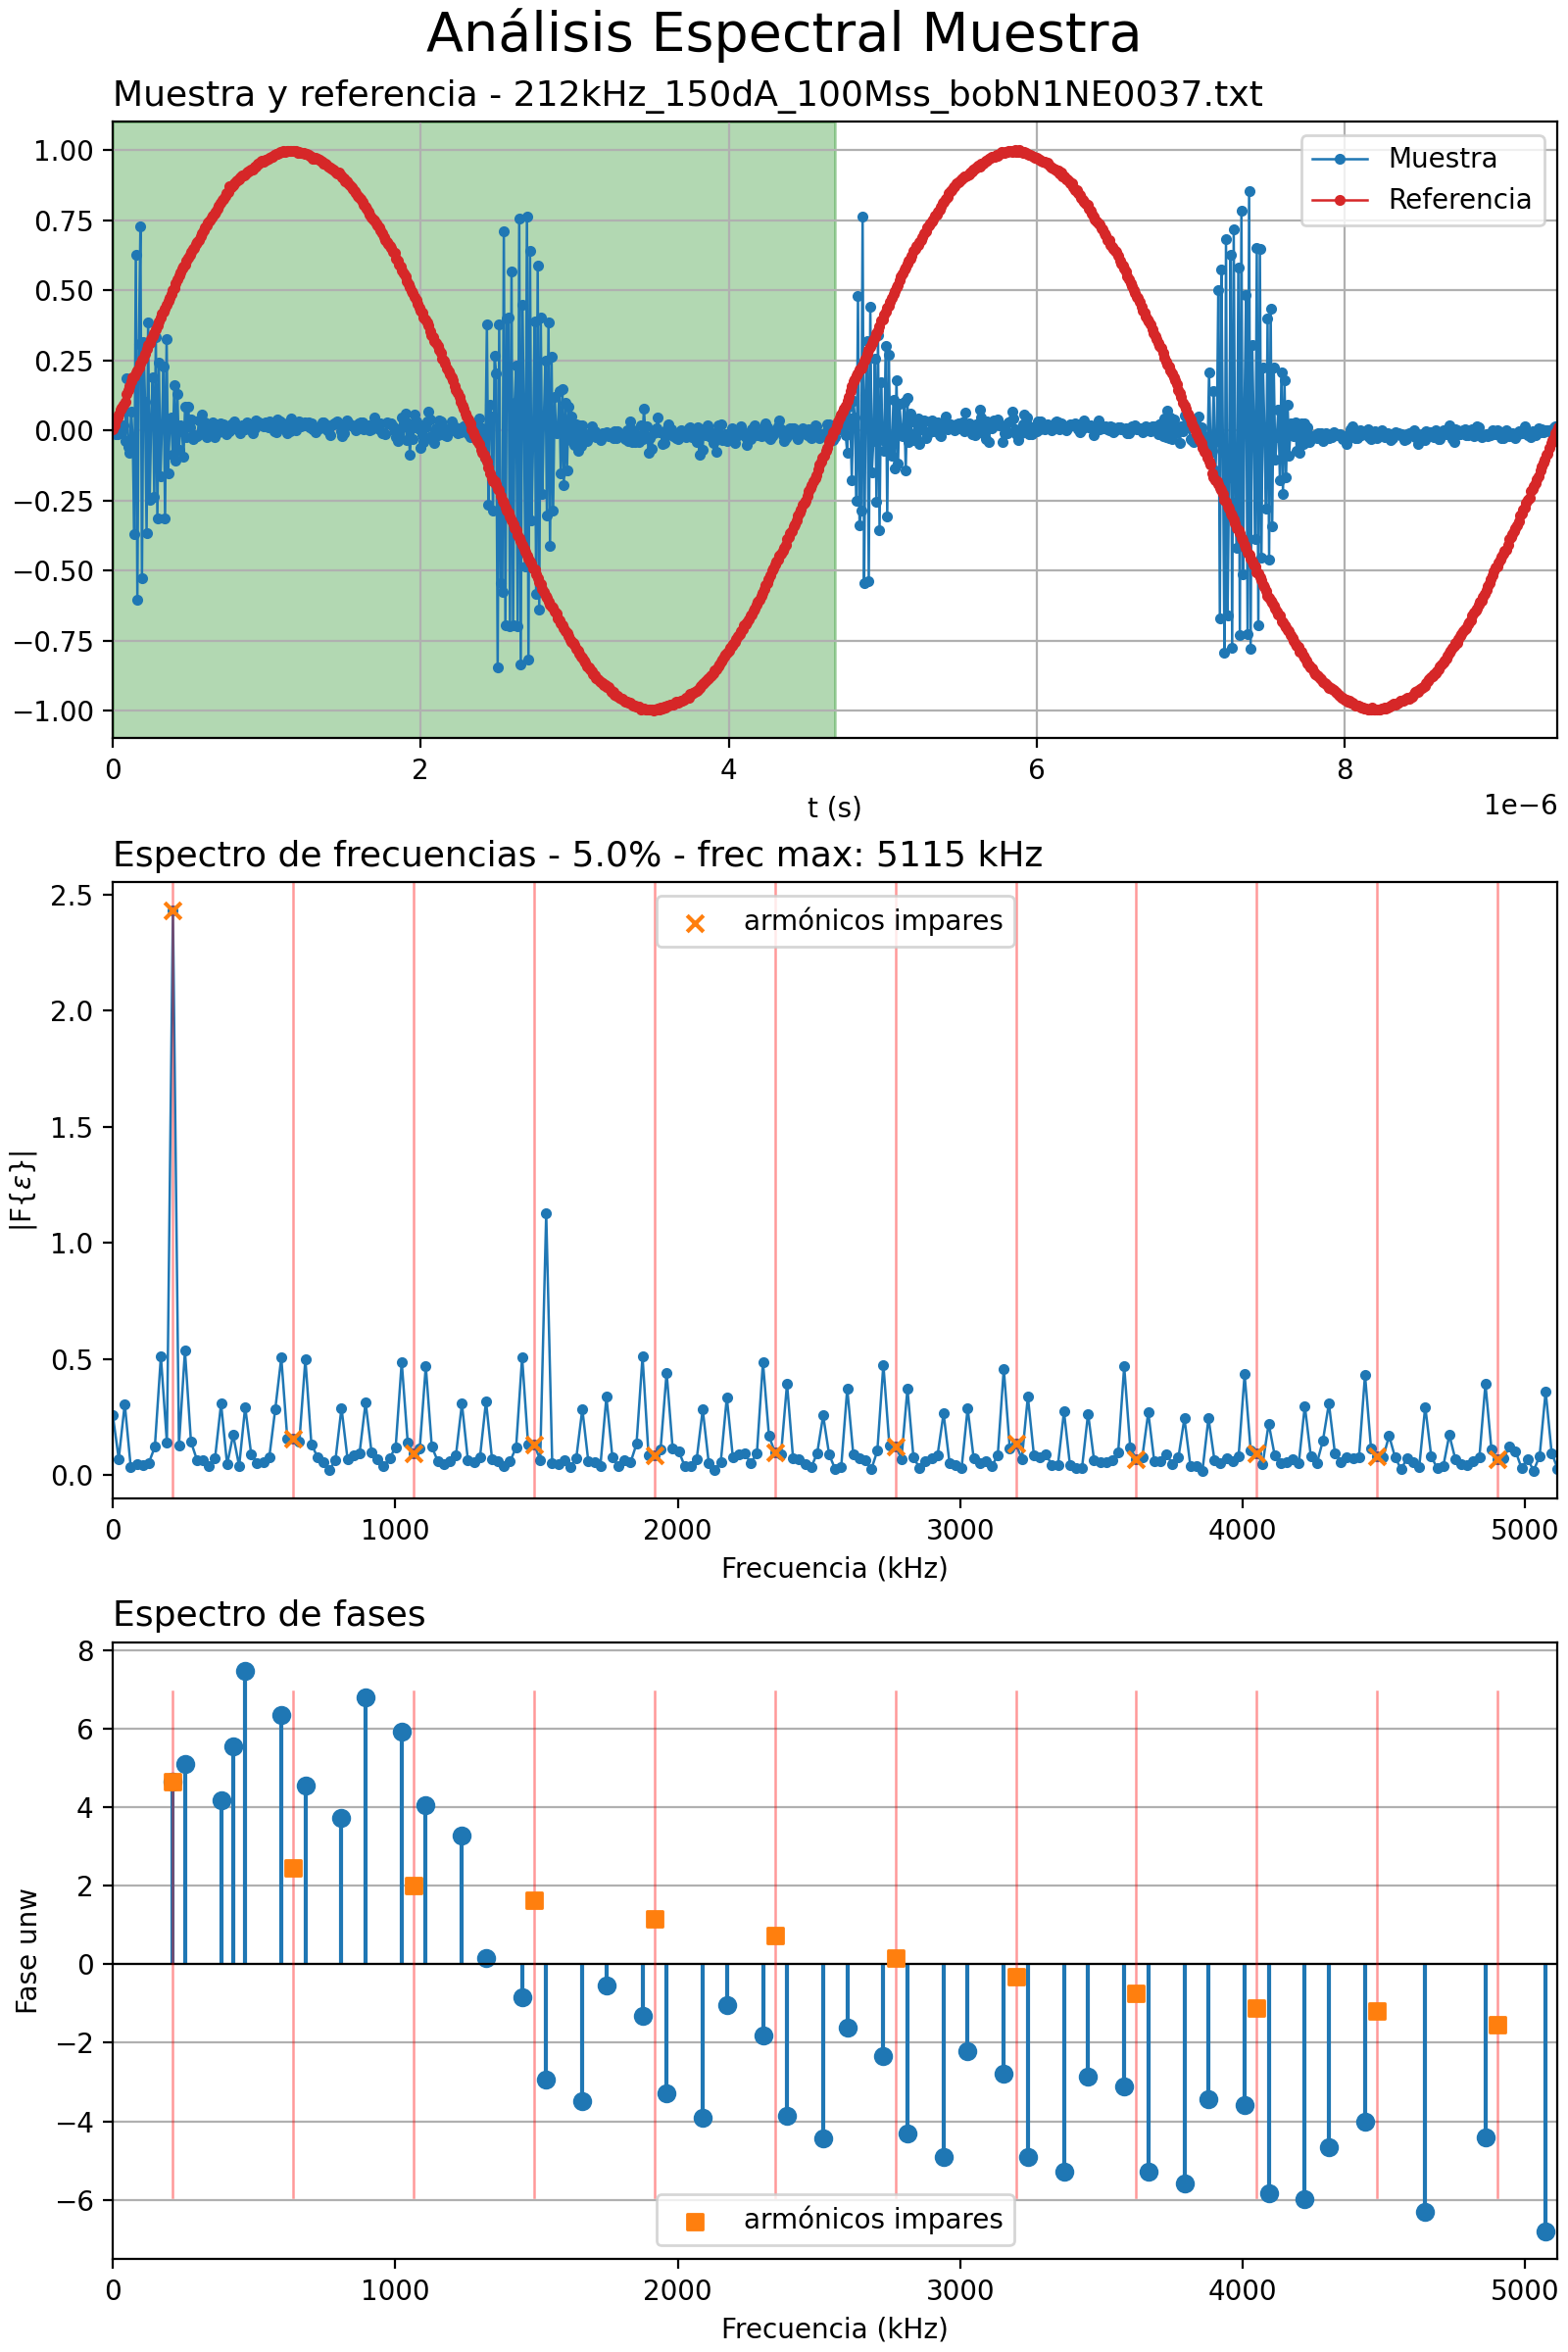 Análisis Espectral Muestra
Muestra y referencia - 212kHz_150dA_100Mss_bobN1NE0037.txt
1.00
0.75
0.50
0.25
0.00
−0.25
−0.50
−0.75
−1.00
Muestra
Referencia
0 2 4 6 8
t (s)
1e−6
Espectro de frecuencias - 5.0% - frec max: 5115 kHz
2.5
2.0
1.5
1.0
0.5
0.0
|F{ε}|
armónicos impares
0 1000 2000 3000 4000 5000
Frecuencia (kHz)
Espectro de fases
8
6
4
2
0
−2
−4
−6
Fase unw
armónicos impares
0 1000 2000 3000 4000 5000
Frecuencia (kHz)